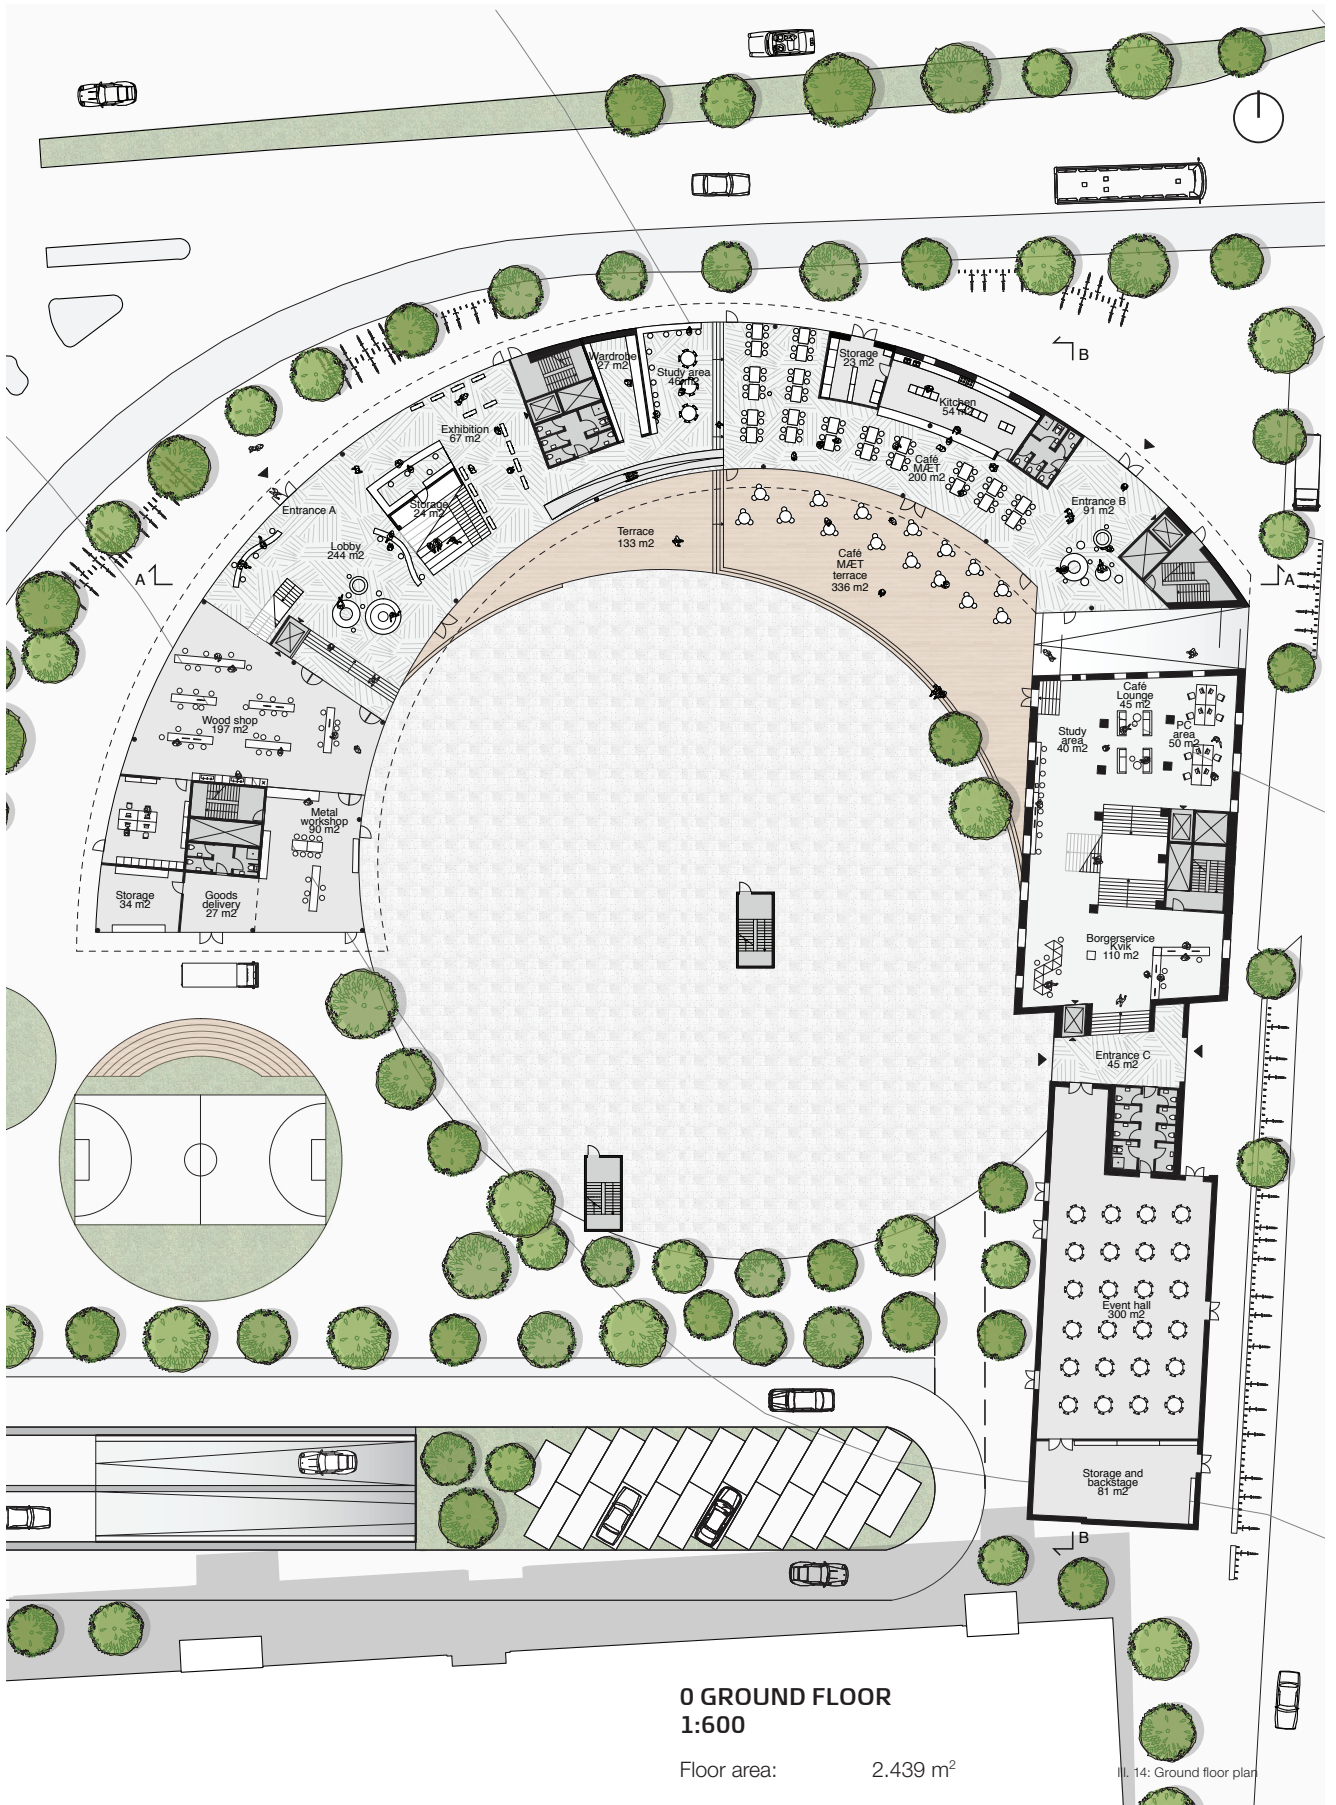 B
Wardrobe
27 m2
Study area
46 m2
Storage
23 m2
Kitchen
54 m2
Exhibition
67 m2
Café
MÆT
200 m2
Storage
24 m2
Entrance A
Entrance B
91 m2
Lobby
244 m2
Terrace
133 m2
Café
MÆT
terrace
336 m2
A
A
Wood shop
197 m2
Café
Lounge
45 m2
Study
area
40 m2
PC
area
50 m2
Metal
workshop
90 m2
Storage
34 m2
Goods
delivery
27 m2
Borgerservice
Kvik
110 m2
Entrance C
45 m2
Event hall
300 m2
Storage and
backstage
81 m2
B
0 GROUND FLOOR
1:600
Floor area: 2.439 m²
Ill. 14: Ground floor plan